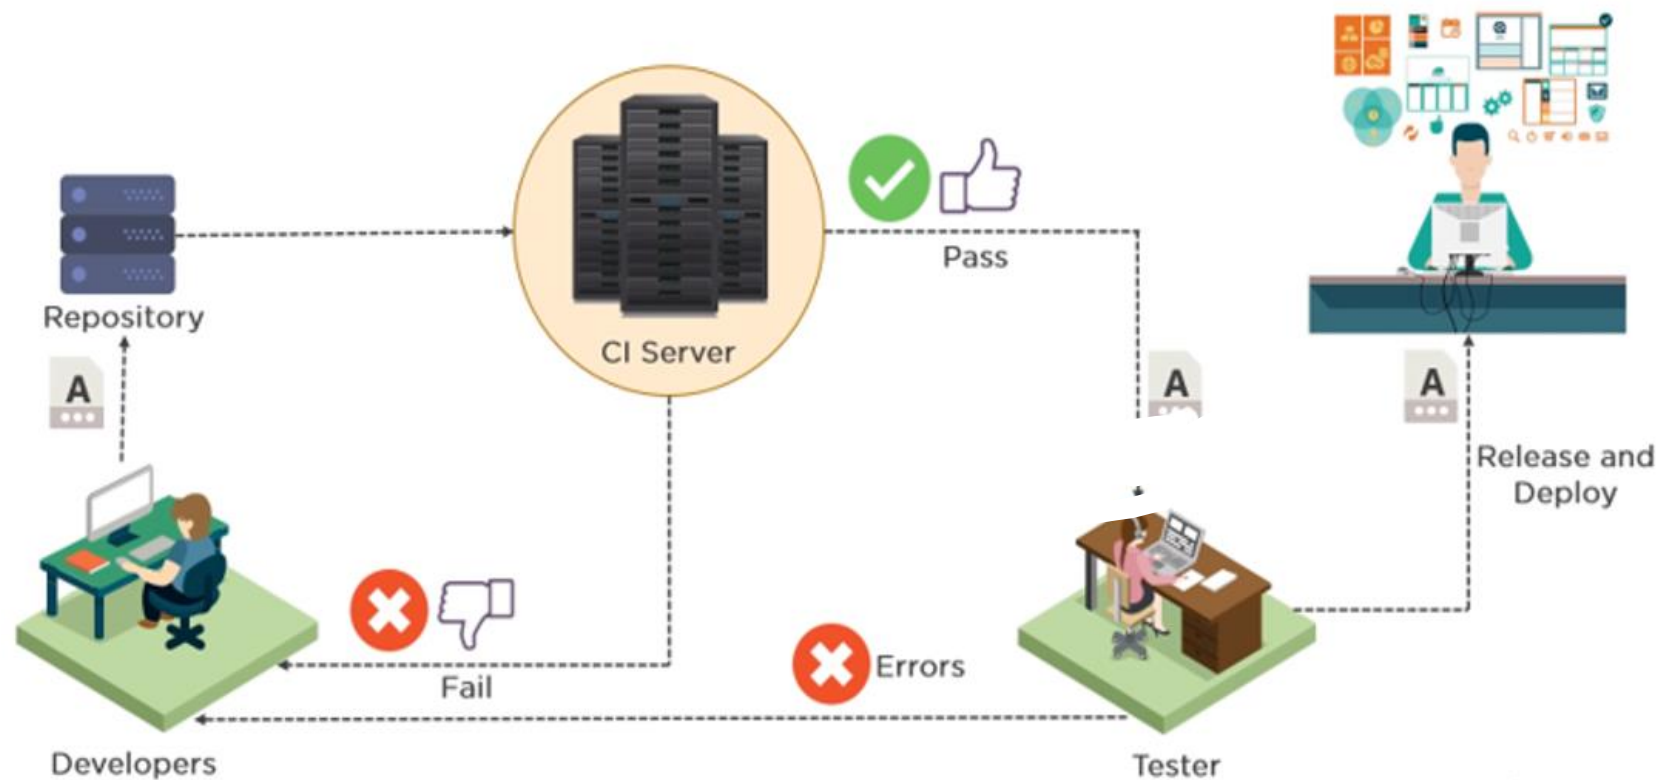 Repository
A
CI Server
Pass
A
A
Release and
Deploy
Fail
Errors
Developers
Tester